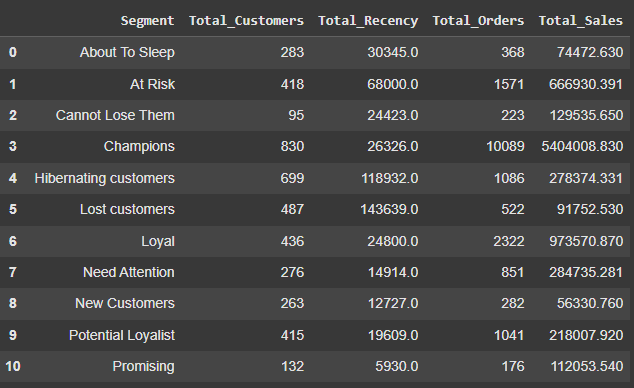 Segment Total_Customers Total_Recency Total_Orders Total_Sales
0 About To Sleep 283 30345.0 368 74472.630
1 At Risk 418 68000.0 1571 666930.391
2 Cannot Lose Them 95 24423.0 223 129535.650
3 Champions 830 26326.0 10089 5404008.830
4 Hibernating customers 699 118932.0 1086 278374.331
5 Lost customers 487 143639.0 522 91752.530
6 Loyal 436 24800.0 2322 973570.870
7 Need Attention 276 14914.0 851 284735.281
8 New Customers 263 12727.0 282 56330.760
9 Potential Loyalist 415 19609.0 1041 218007.920
10 Promising 132 5930.0 176 112053.540